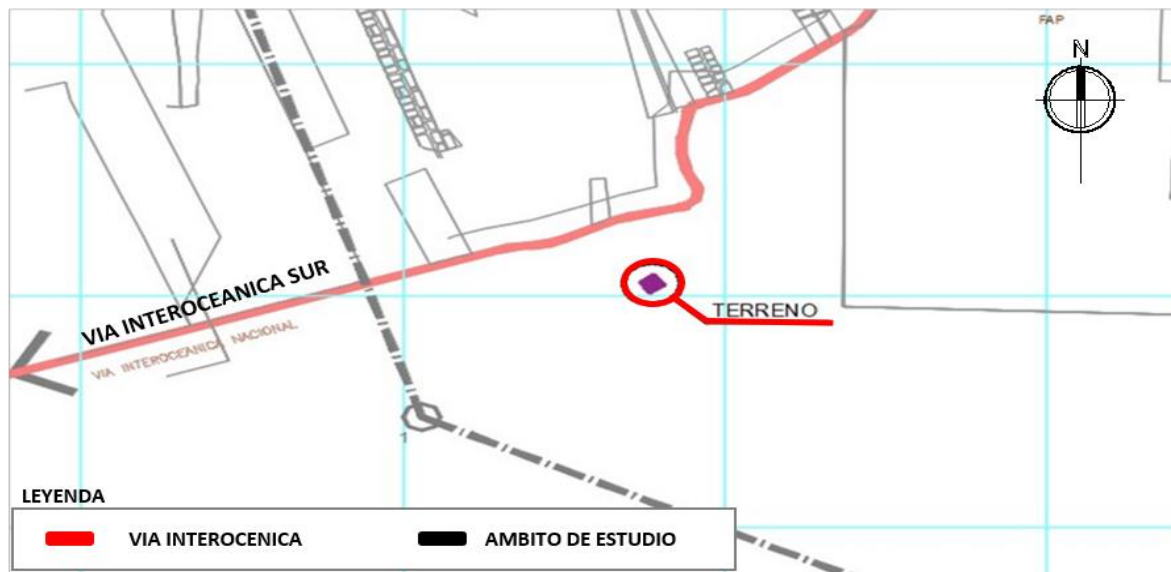 FAP
N
VIA INTEROCEANICA SUR
VIA INTEROCEANICA NACIONAL
TERRENO
1
LEYENDA
VIA INTEROCENICA
AMBITO DE ESTUDIO